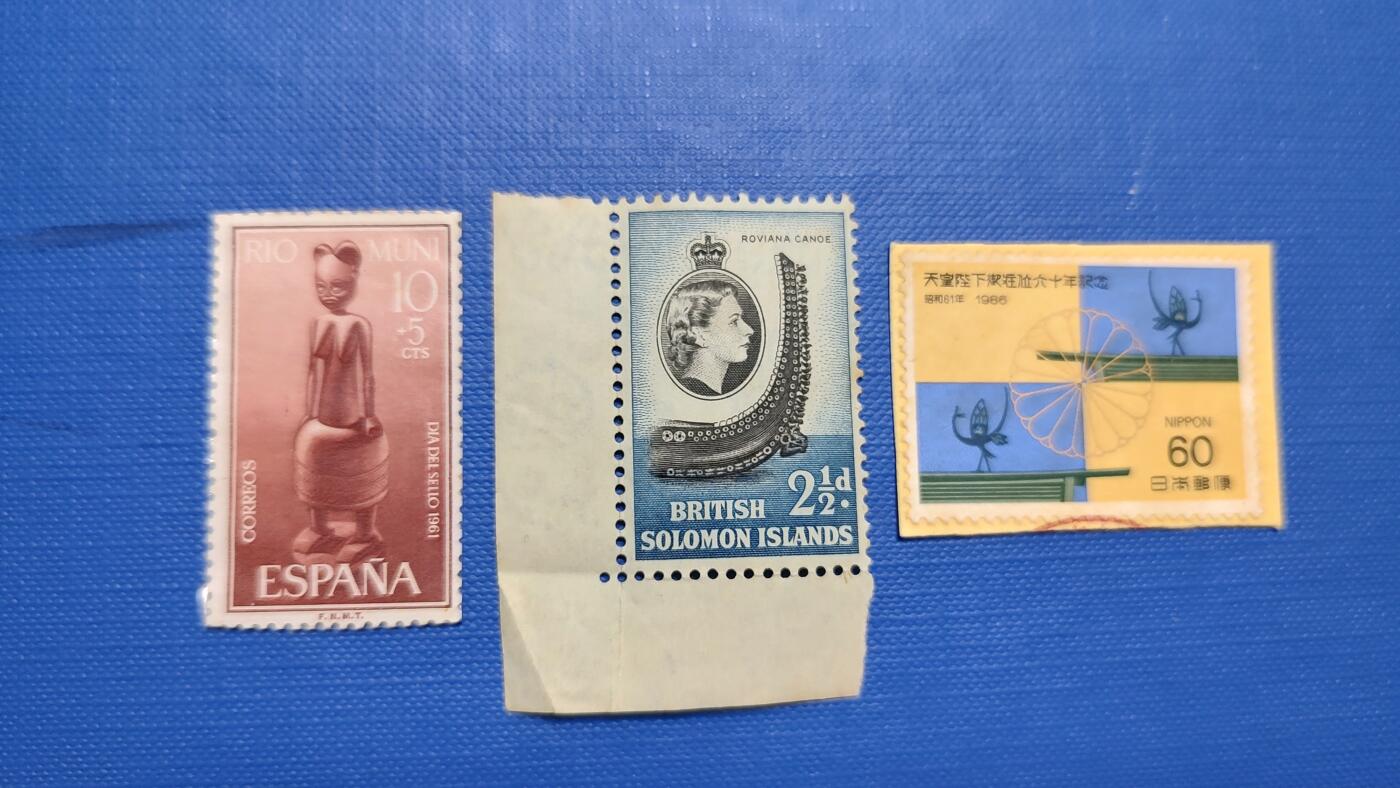 RIO MUNI
10
+5
CTS
CORREOS
DIA DEL SELLO 1961
ESPAÑA
F.N.M.T.
ROVIANA CANOE
2½d.
BRITISH
SOLOMON ISLANDS
天皇陛下御在位六十年記念
昭和61年 1986
NIPPON
60
日本郵便